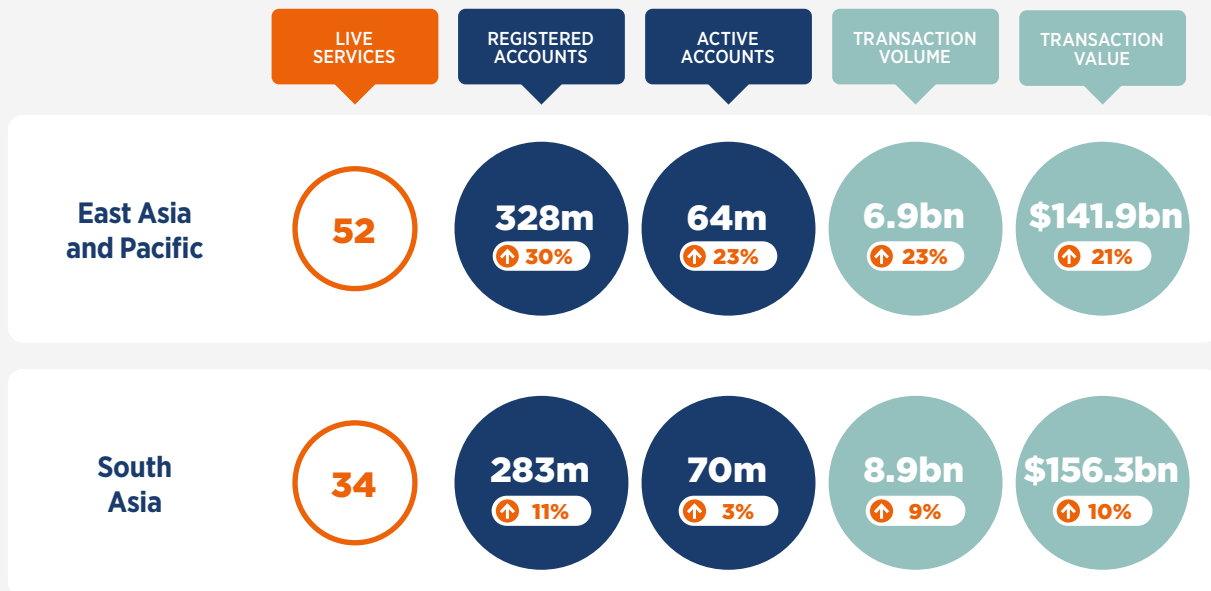 LIVE
SERVICES
REGISTERED
ACCOUNTS
ACTIVE
ACCOUNTS
TRANSACTION
VOLUME
TRANSACTION
VALUE
East Asia
and Pacific
52
328m
30%
64m
23%
6.9bn
23%
$141.9bn
21%
South
Asia
34
283m
11%
70m
3%
8.9bn
9%
$156.3bn
10%